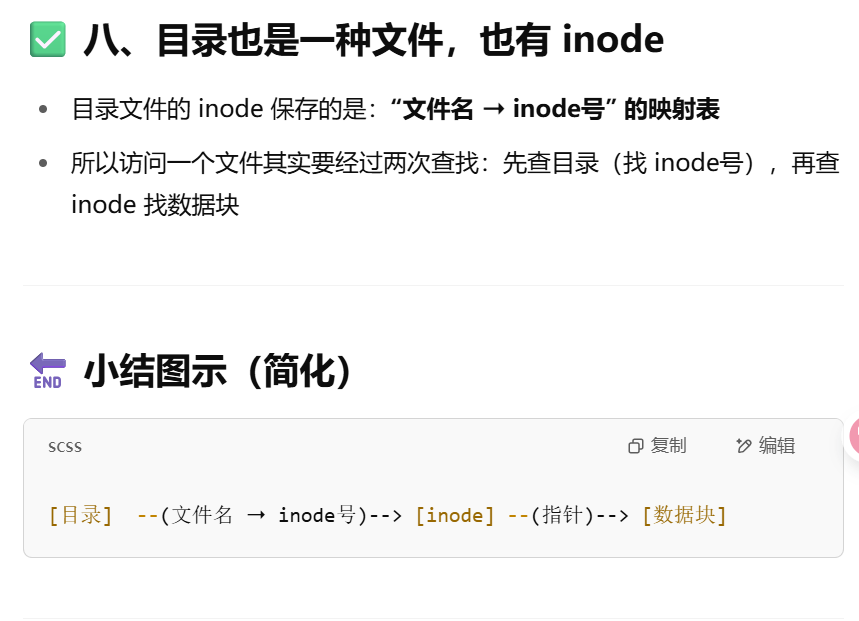 ✅ 八、目录也是一种文件，也有 inode
• 目录文件的 inode 保存的是：“文件名 → inode号” 的映射表
• 所以访问一个文件其实要经过两次查找：先查目录（找 inode号），再查
inode 找数据块
🔚 小结图示（简化）
scss 复制 编辑
[目录] --(文件名 → inode号)--> [inode] --(指针)--> [数据块]